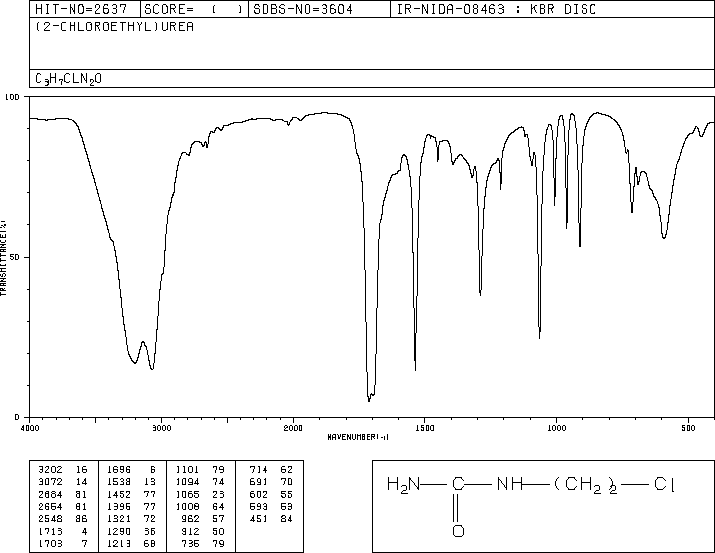 HIT-NO=2637 SCORE= ( ) SDBS-NO=3604 IR-NIDA-08463 : KBR DISC
(2-CHLOROETHYL)UREA
C3H7CLN2O
100
50
0
TRANSMITTANCE(%)
4000 3000 2000 1500 1000 500
WAVENUMBER(-1)
3202 16 1696 6 1101 79 714 62
3072 14 1538 13 1094 74 691 70
2684 81 1452 77 1065 23 602 55
2654 81 1396 77 1008 64 593 53
2548 86 1321 72 962 57 451 84
1713 4 1290 36 912 50
1703 7 1213 68 736 79
H2N—C—NH—(CH2)2—Cl
O